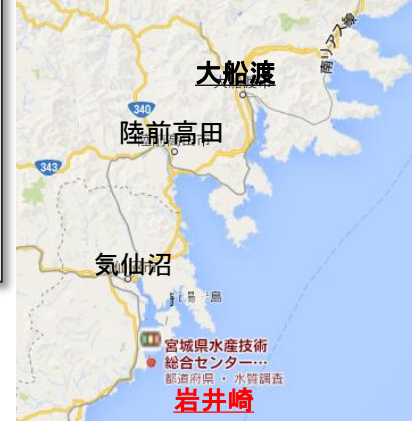 大船渡
南リアス線
340
陸前高田
343
気仙沼
島
宮城県水産技術
総合センター…
都道府県・水質調査
岩井崎